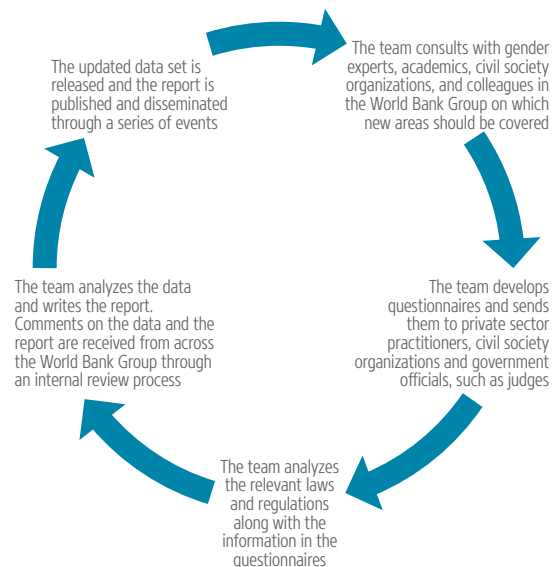 The team consults with gender
experts, academics, civil society
organizations, and colleagues in
the World Bank Group on which
new areas should be covered
The team develops
questionnaires and sends
them to private sector
practitioners, civil society
organizations and government
officials, such as judges
The team analyzes
the relevant laws
and regulations
along with the
information in the
questionnaires
The team analyzes the data
and writes the report.
Comments on the data and the
report are received from across
the World Bank Group through
an internal review process
The updated data set is
released and the report is
published and disseminated
through a series of events